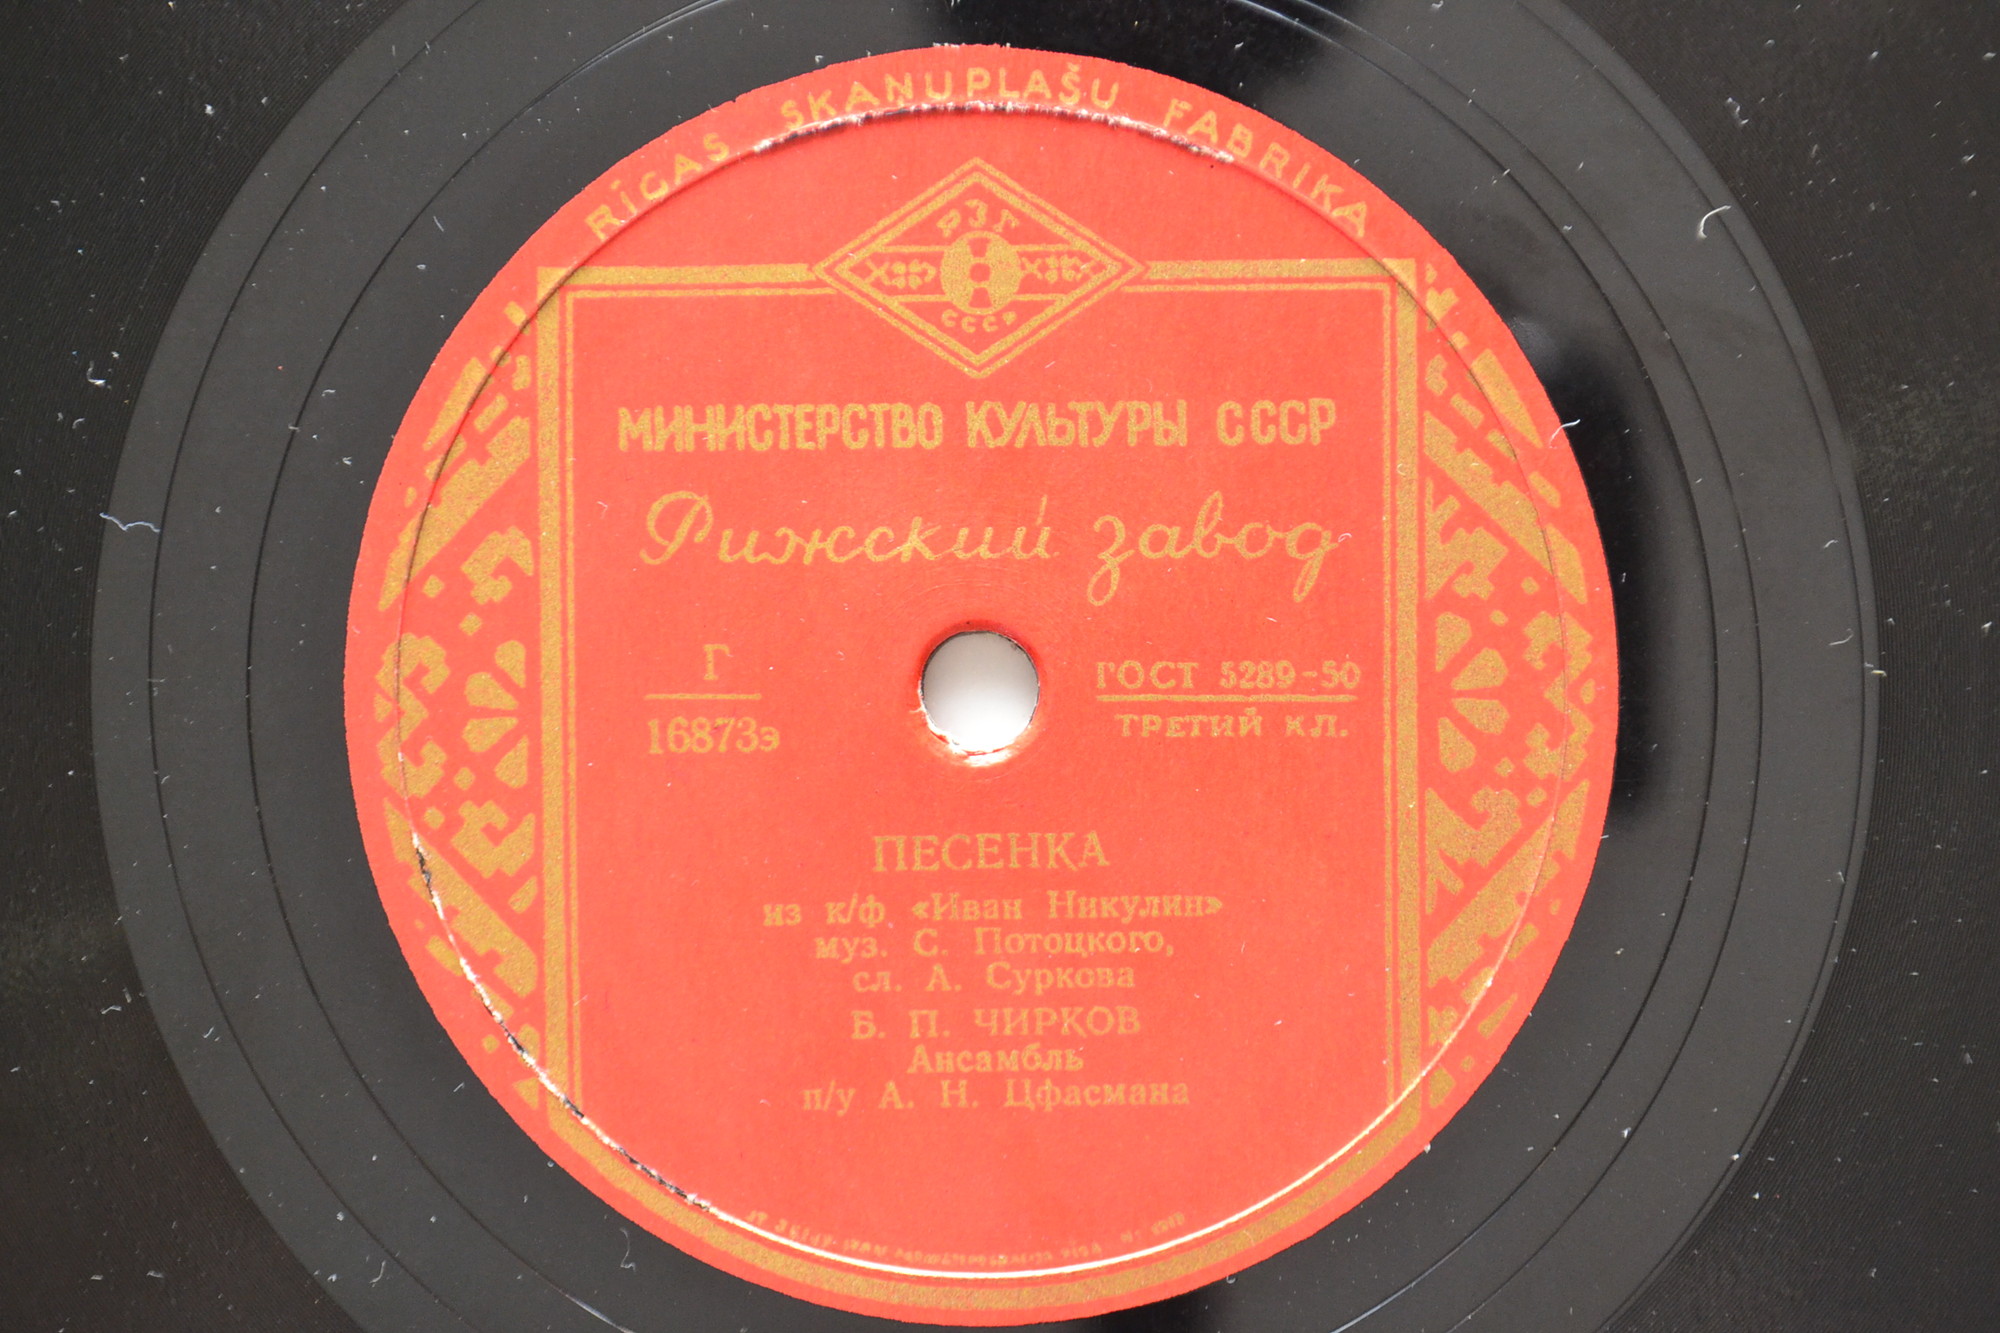 RĪGAS SKAŅUPLAŠU FABRIKA
РЗГ
СССР
МИНИСТЕРСТВО КУЛЬТУРЫ СССР
Рижский завод
Г
16873э
ГОСТ 5289-50
ТРЕТИЙ КЛ.
ПЕСЕНКА
из к/ф «Иван Никулин»
муз. С. Потоцкого,
сл. А. Суркова
Б. П. ЧИРКОВ
Ансамбль
п/у А. Н. Цфасмана